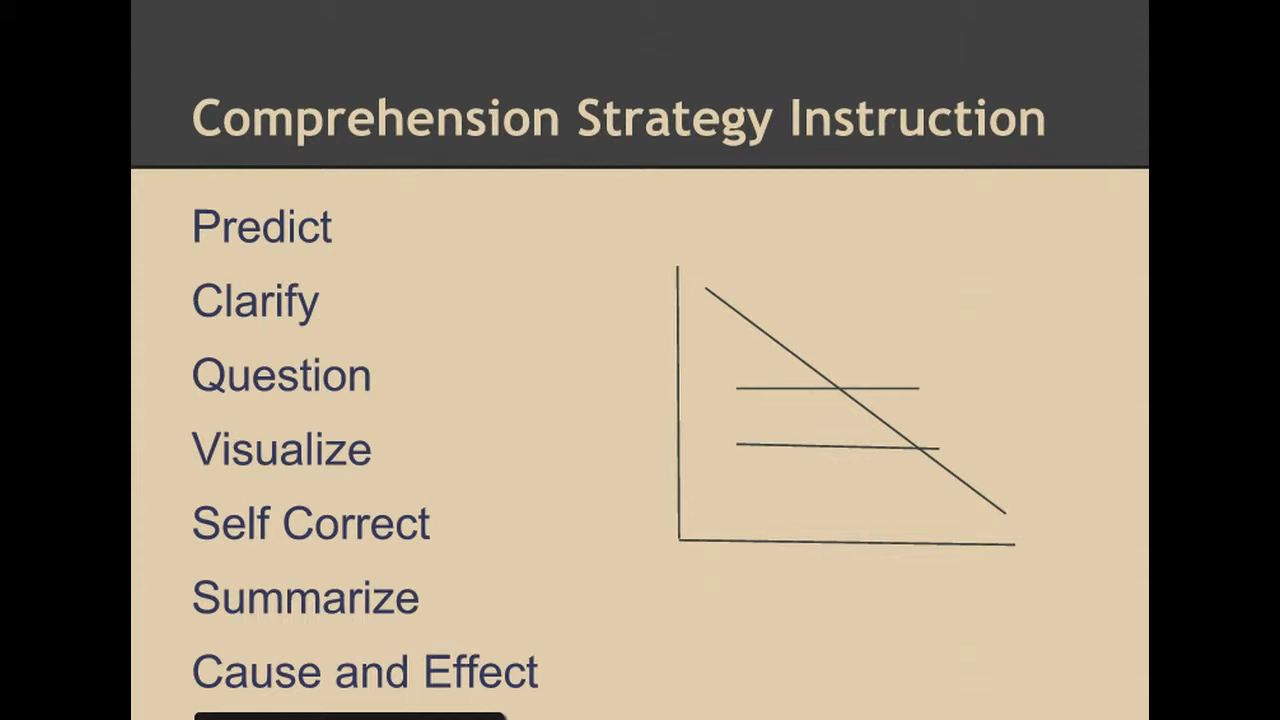 Comprehension Strategy Instruction
Predict
Clarify
Question
Visualize
Self Correct
Summarize
Cause and Effect